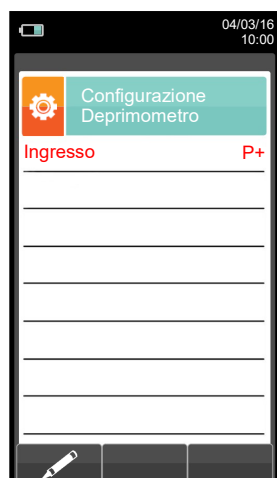 04/03/16
10:00
Configurazione
Deprimometro
Ingresso P+